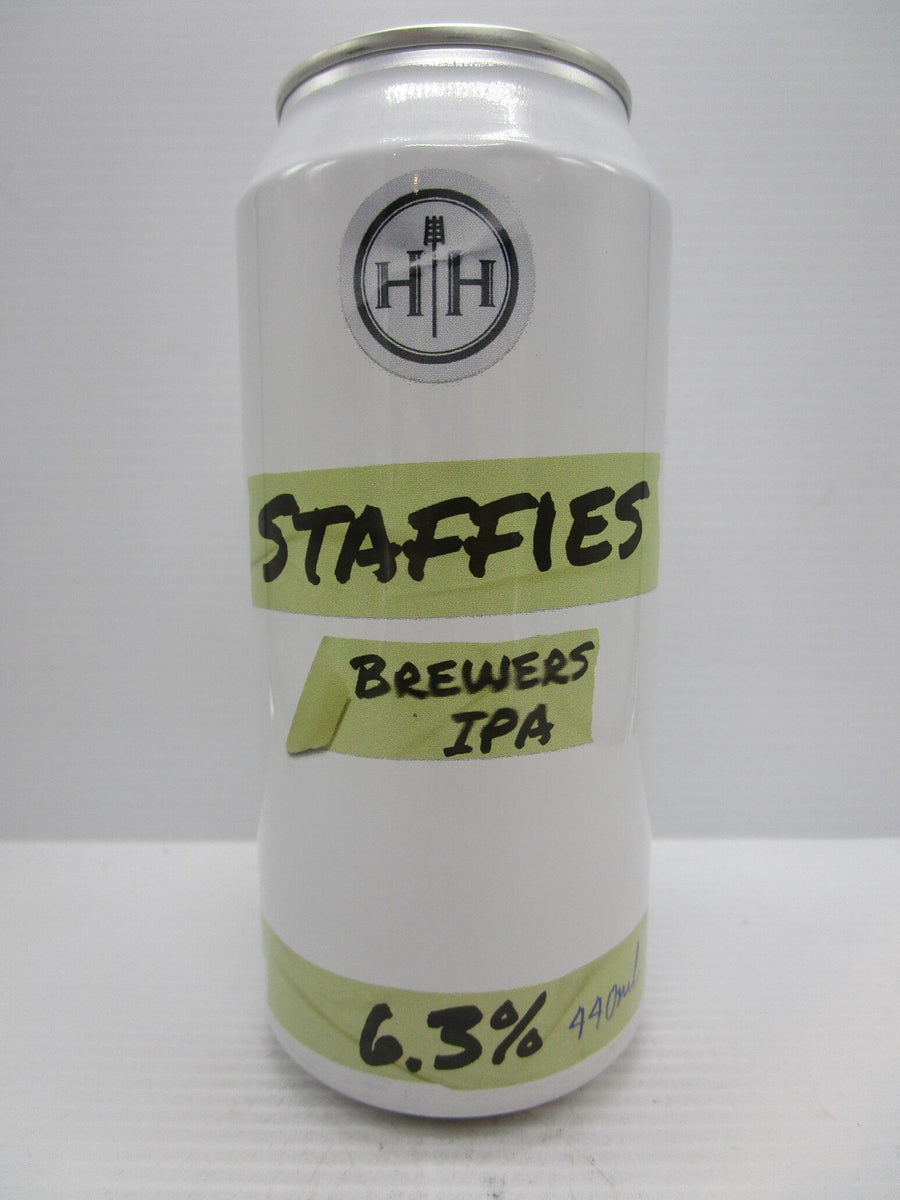 HH
STAFFIES
BREWERS
IPA
6.3% 440ml